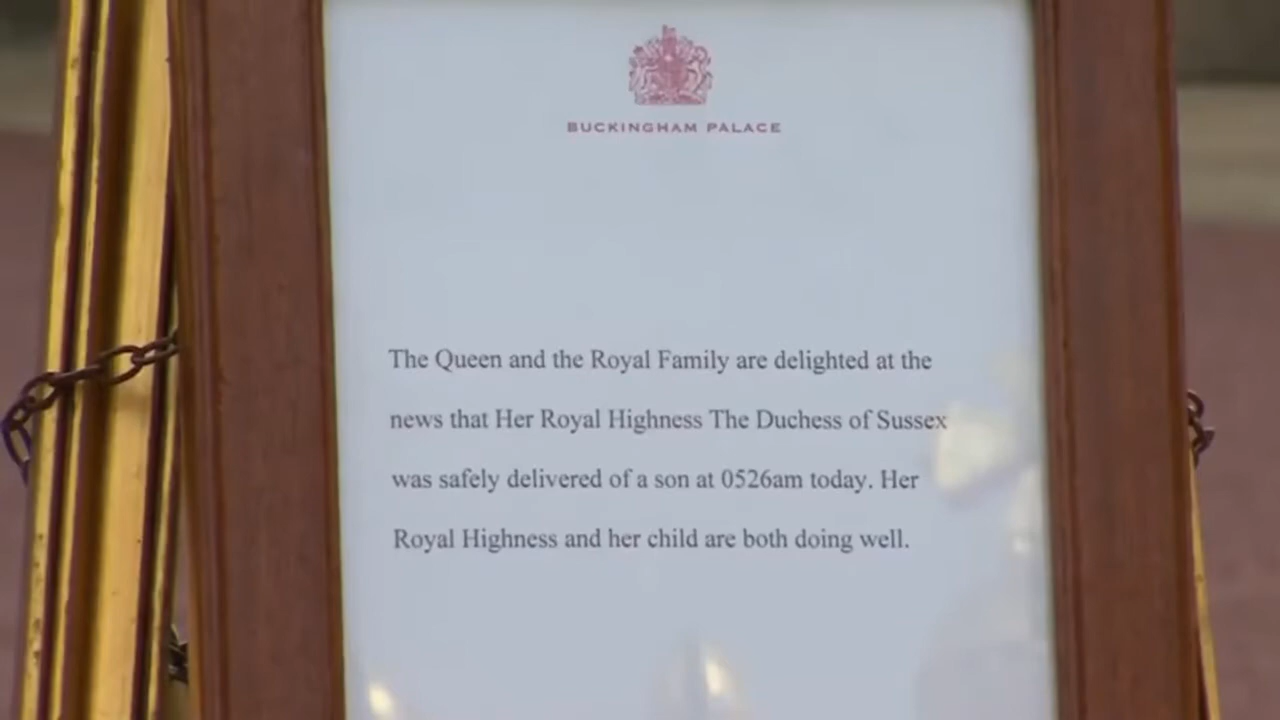 BUCKINGHAM PALACE
The Queen and the Royal Family are delighted at the
news that Her Royal Highness The Duchess of Sussex
was safely delivered of a son at 0526am today. Her
Royal Highness and her child are both doing well.